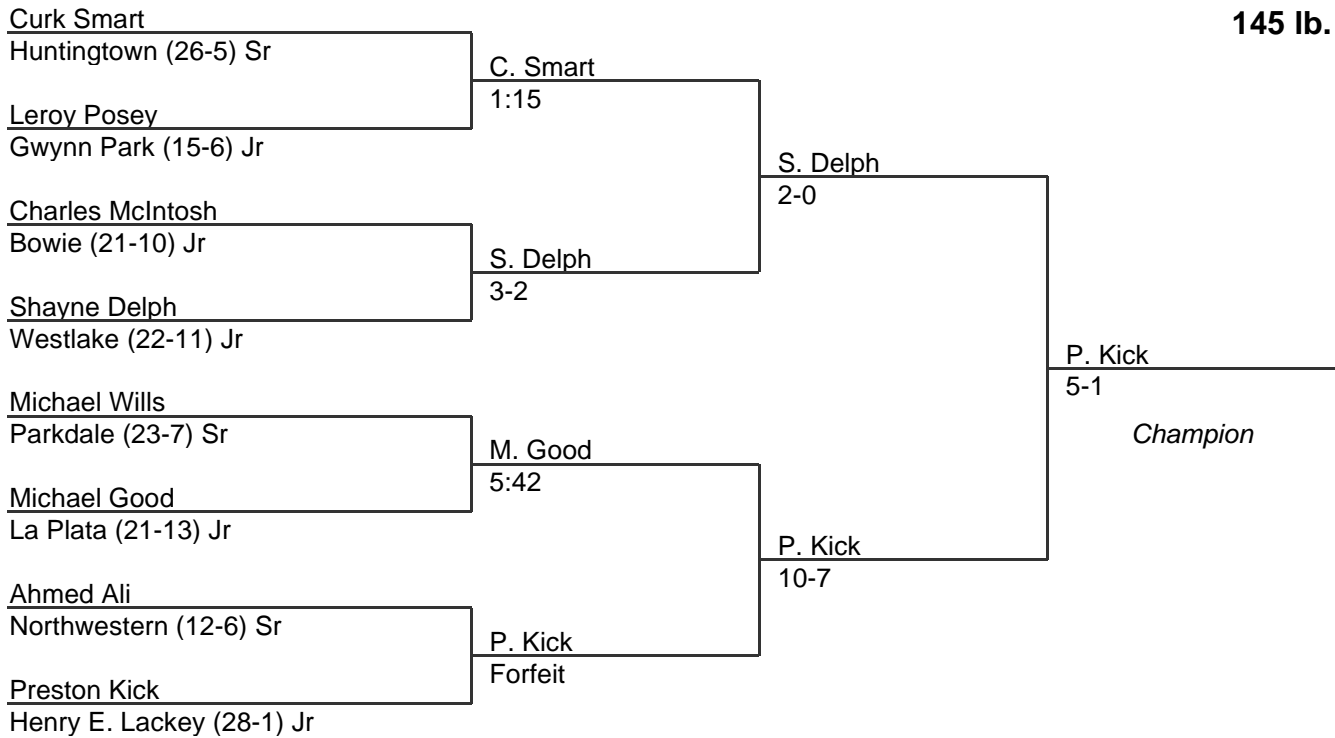 145 lb.
Curk Smart
Huntingtown (26-5) Sr
C. Smart
1:15
Leroy Posey
Gwynn Park (15-6) Jr
S. Delph
2-0
Charles McIntosh
Bowie (21-10) Jr
S. Delph
3-2
Shayne Delph
Westlake (22-11) Jr
P. Kick
5-1
Champion
Michael Wills
Parkdale (23-7) Sr
M. Good
5:42
Michael Good
La Plata (21-13) Jr
P. Kick
10-7
Ahmed Ali
Northwestern (12-6) Sr
P. Kick
Forfeit
Preston Kick
Henry E. Lackey (28-1) Jr